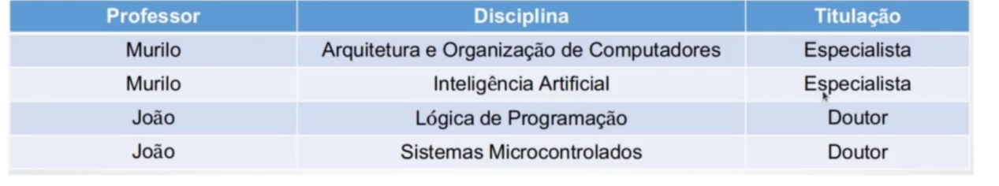 Professor Disciplina Titulação
Murilo Arquitetura e Organização de Computadores Especialista
Murilo Inteligência Artificial Especialista
João Lógica de Programação Doutor
João Sistemas Microcontrolados Doutor